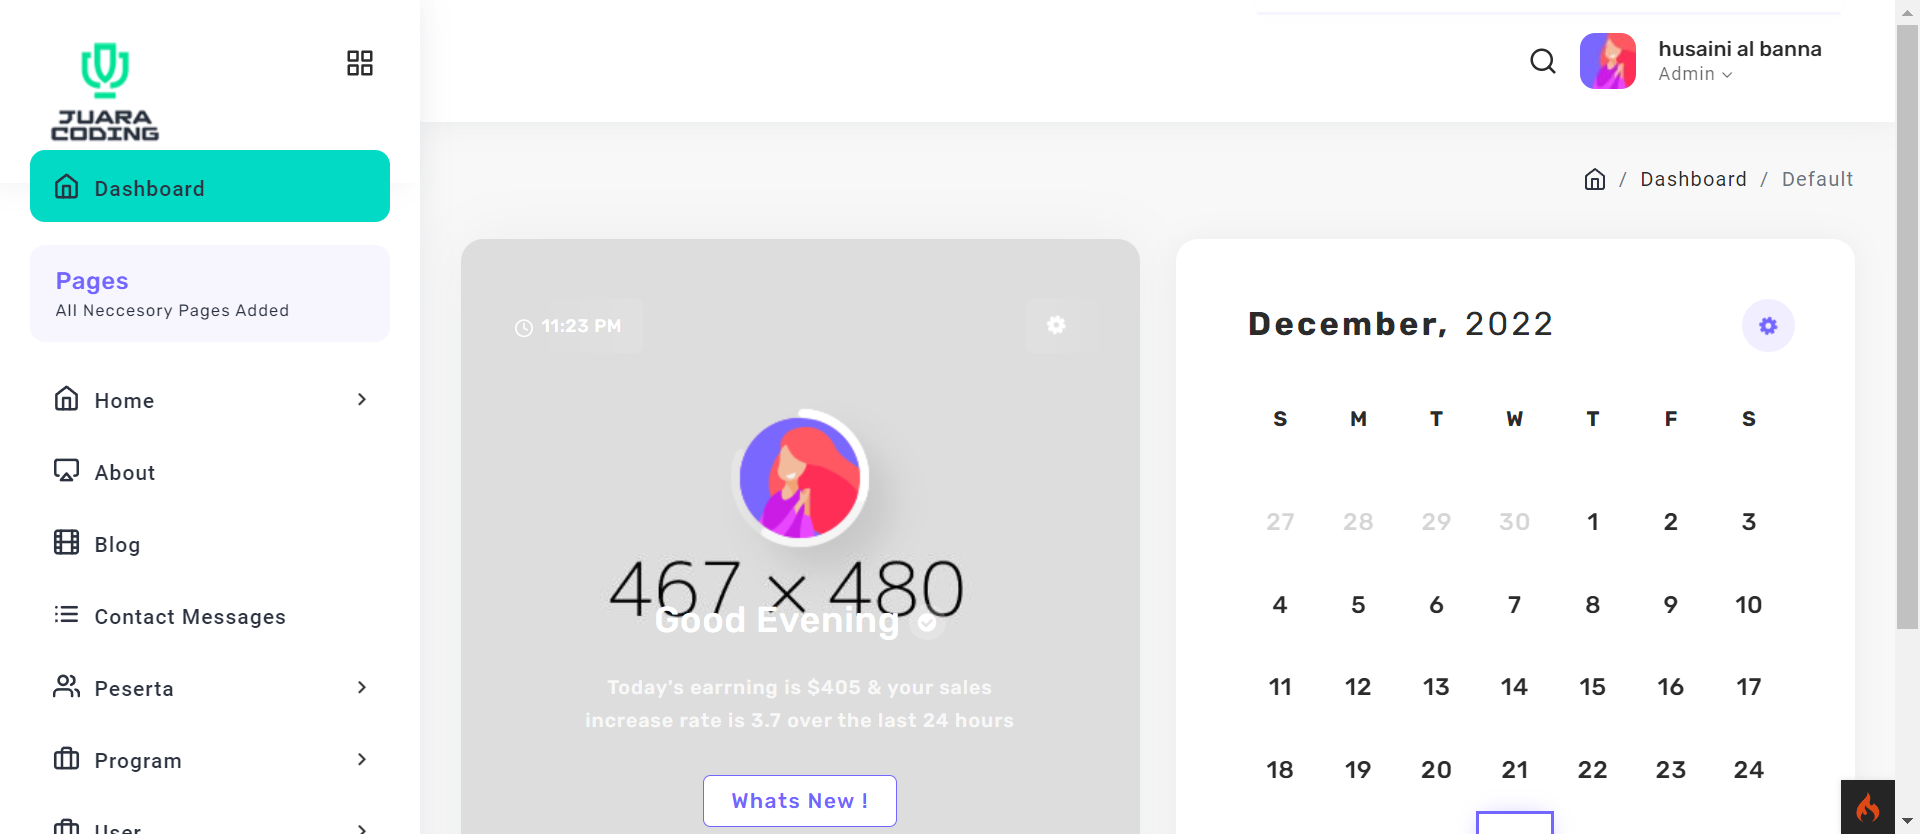 JUARA
CODING
husaini al banna
Admin
Dashboard
/ Dashboard / Default
Pages
All Neccesory Pages Added
Home
About
Blog
Contact Messages
Peserta
Program
User
11:23 PM
467 × 480
Good Evening
Today's earrning is $405 & your sales
increase rate is 3.7 over the last 24 hours
Whats New !
December, 2022
S M T W T F S
27 28 29 30 1 2 3
4 5 6 7 8 9 10
11 12 13 14 15 16 17
18 19 20 21 22 23 24